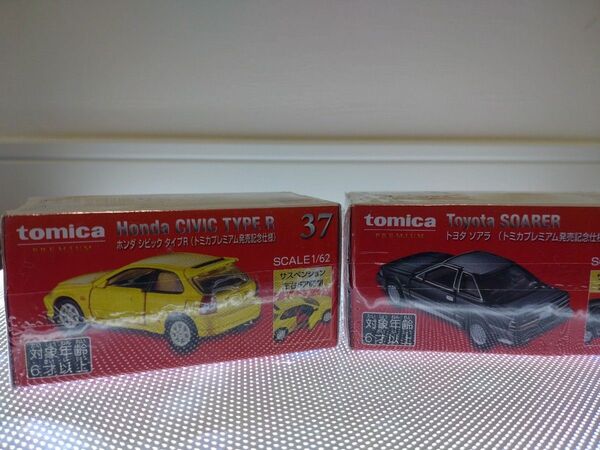 tomica
PREMIUM
Honda CIVIC TYPE R
ホンダ シビック タイプR (トミカプレミアム発売記念仕様)
37
SCALE 1/62
サスペンション
対象年齢
6才以上
tomica
PREMIUM
Toyota SOARER
トヨタ ソアラ (トミカプレミアム発売記念仕様)
対象年齢
6才以上